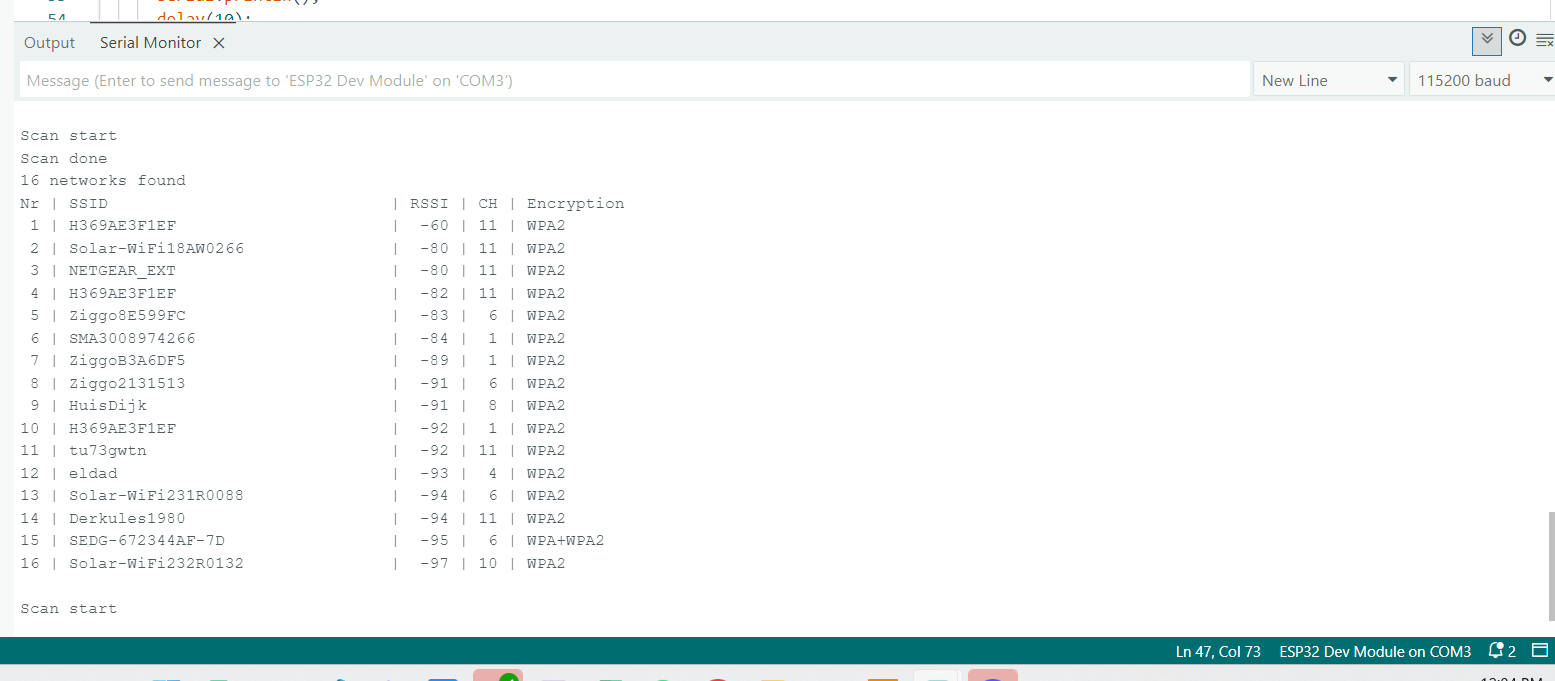 54 delay(10);
Output Serial Monitor
Message (Enter to send message to 'ESP32 Dev Module' on 'COM3') New Line 115200 baud
Scan start
Scan done
16 networks found
Nr | SSID | RSSI | CH | Encryption
1 | H369AE3F1EF | -60 | 11 | WPA2
2 | Solar-WiFi18AW0266 | -80 | 11 | WPA2
3 | NETGEAR_EXT | -80 | 11 | WPA2
4 | H369AE3F1EF | -82 | 11 | WPA2
5 | Ziggo8E599FC | -83 | 6 | WPA2
6 | SMA3008974266 | -84 | 1 | WPA2
7 | ZiggoB3A6DF5 | -89 | 1 | WPA2
8 | Ziggo2131513 | -91 | 6 | WPA2
9 | HuisDijk | -91 | 8 | WPA2
10 | H369AE3F1EF | -92 | 1 | WPA2
11 | tu73gwtn | -92 | 11 | WPA2
12 | eldad | -93 | 4 | WPA2
13 | Solar-WiFi231R0088 | -94 | 6 | WPA2
14 | Derkules1980 | -94 | 11 | WPA2
15 | SEDG-672344AF-7D | -95 | 6 | WPA+WPA2
16 | Solar-WiFi232R0132 | -97 | 10 | WPA2
Scan start
Ln 47, Col 73 ESP32 Dev Module on COM3 2